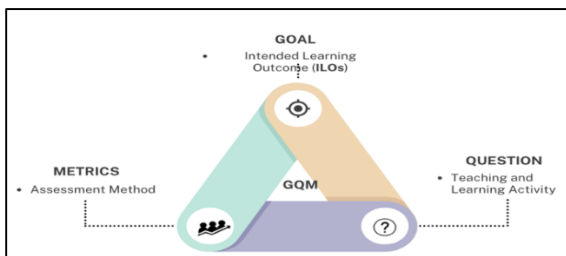 GOAL
• Intended Learning
Outcome (ILOs)
METRICS
• Assessment Method
GQM
QUESTION
• Teaching and
Learning Activity
?